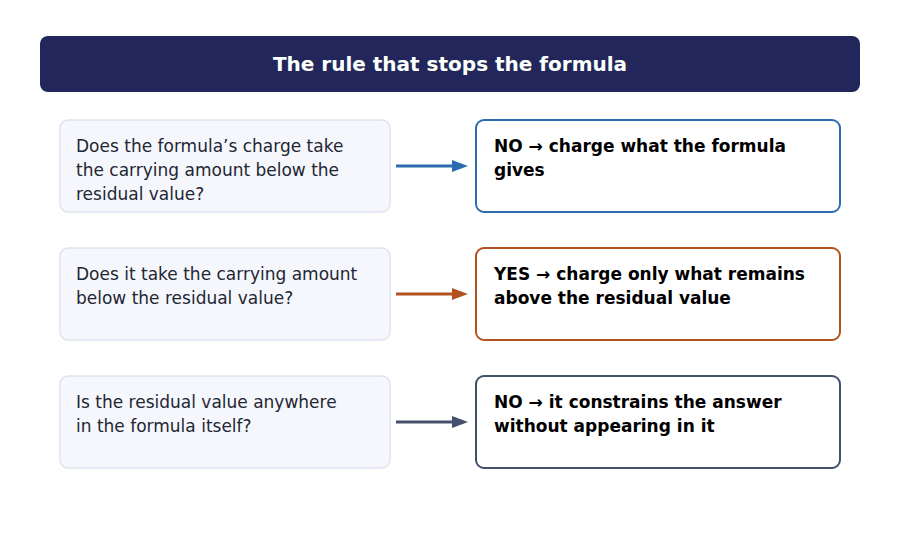 The rule that stops the formula
Does the formula’s charge take
the carrying amount below the
residual value?
NO → charge what the formula
gives
Does it take the carrying amount
below the residual value?
YES → charge only what remains
above the residual value
Is the residual value anywhere
in the formula itself?
NO → it constrains the answer
without appearing in it